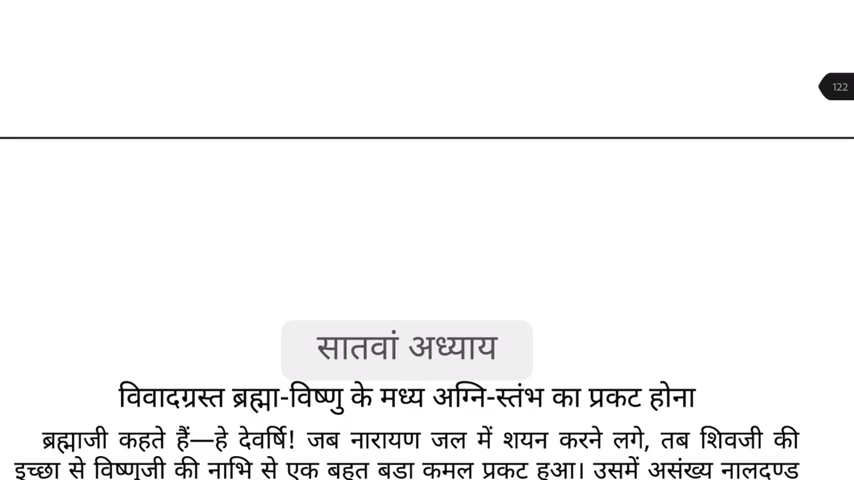 122
सातवां अध्याय
विवादग्रस्त ब्रह्मा-विष्णु के मध्य अग्नि-स्तंभ का प्रकट होना
ब्रह्माजी कहते हैं—हे देवर्षि! जब नारायण जल में शयन करने लगे, तब शिवजी की
इच्छा से विष्णुजी की नाभि से एक बहुत बड़ा कमल प्रकट हुआ। उसमें असंख्य नालदण्ड